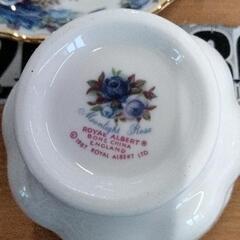 Moonlight Rose
ROYAL ALBERT®
BONE CHINA
ENGLAND
© 1987 ROYAL ALBERT LTD